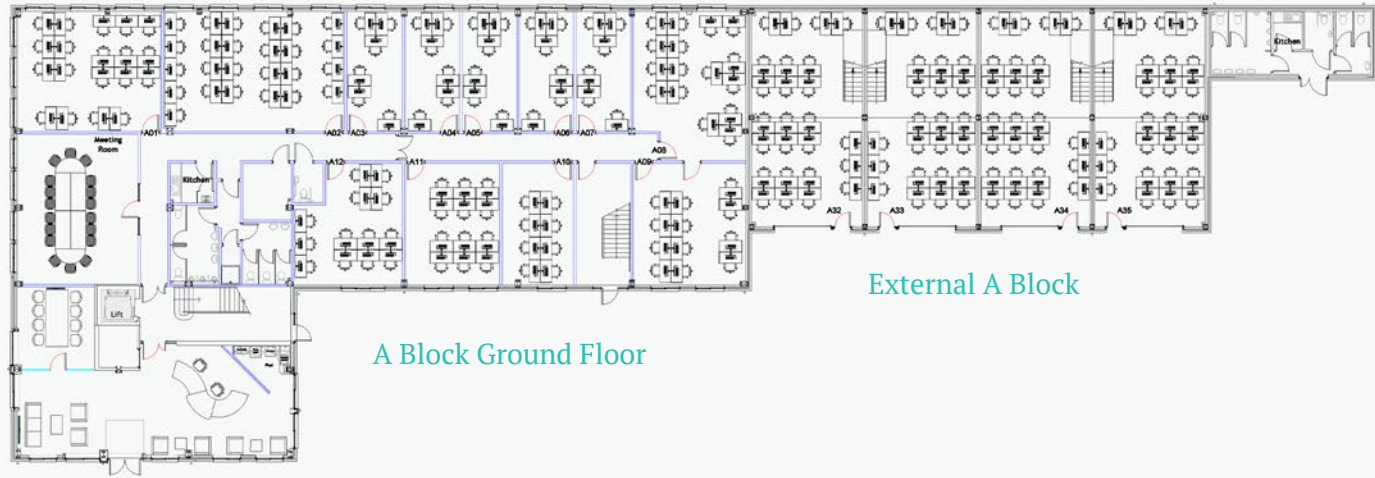 Kitchen
A01
A02
A03
A04
A05
A06
A07
Meeting
Room
A08
A12
A11
A10
A09
Kitchen
A32
A33
A34
A35
External A Block
Lift
A Block Ground Floor